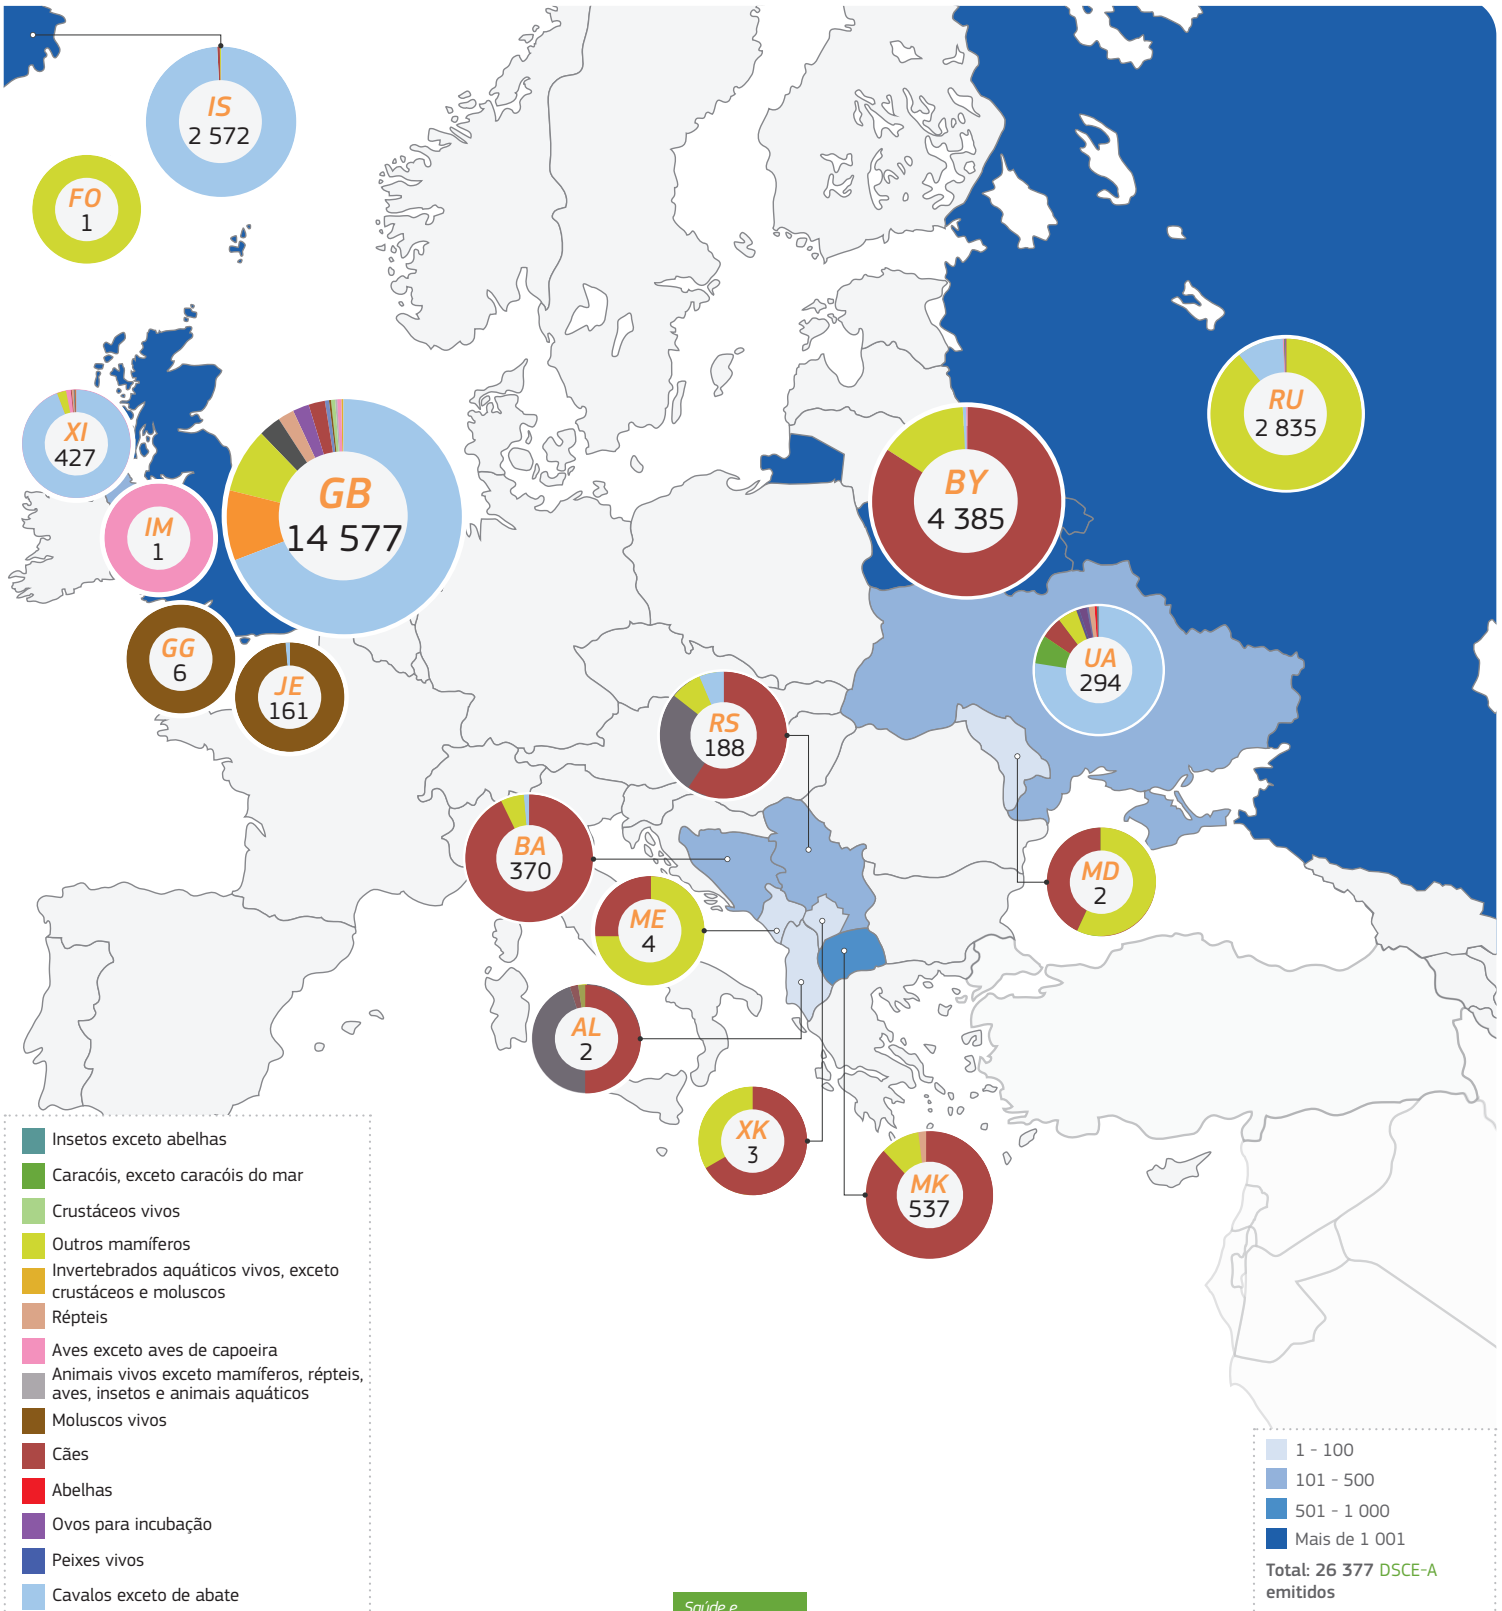 IS
2 572
FO
1
XI
427
IM
1
GB
14 577
GG
6
JE
161
BY
4 385
RU
2 835
UA
294
RS
188
BA
370
ME
4
MD
2
AL
2
XK
3
MK
537
Insetos exceto abelhas
Caracóis, exceto caracóis do mar
Crustáceos vivos
Outros mamíferos
Invertebrados aquáticos vivos, exceto
crustáceos e moluscos
Répteis
Aves exceto aves de capoeira
Animais vivos exceto mamíferos, répteis,
aves, insetos e animais aquáticos
Moluscos vivos
Cães
Abelhas
Ovos para incubação
Peixes vivos
Cavalos exceto de abate
1 - 100
101 - 500
501 - 1 000
Mais de 1 001
Total: 26 377 DSCE-A
emitidos
Saúde e